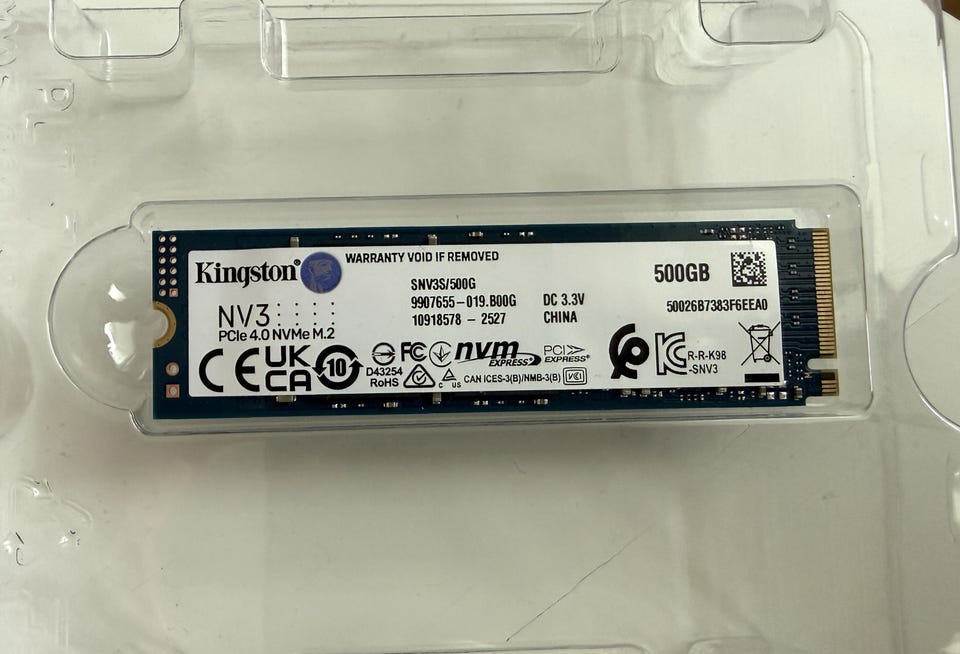 WARRANTY VOID IF REMOVED
Kingston®
SNV3S/500G
500GB
9907655-019.B00G DC 3.3V
50026B7383F6EEA0
10918578 - 2527 CHINA
NV3
PCIe 4.0 NVMe M.2
CE UK CA 10
D43254
RoHS
FC
nvm
EXPRESS
PCI
EXPRESS®
C US
CAN ICES-3(B)/NMB-3(B)
VCI
KC
R-R-K98
-SNV3